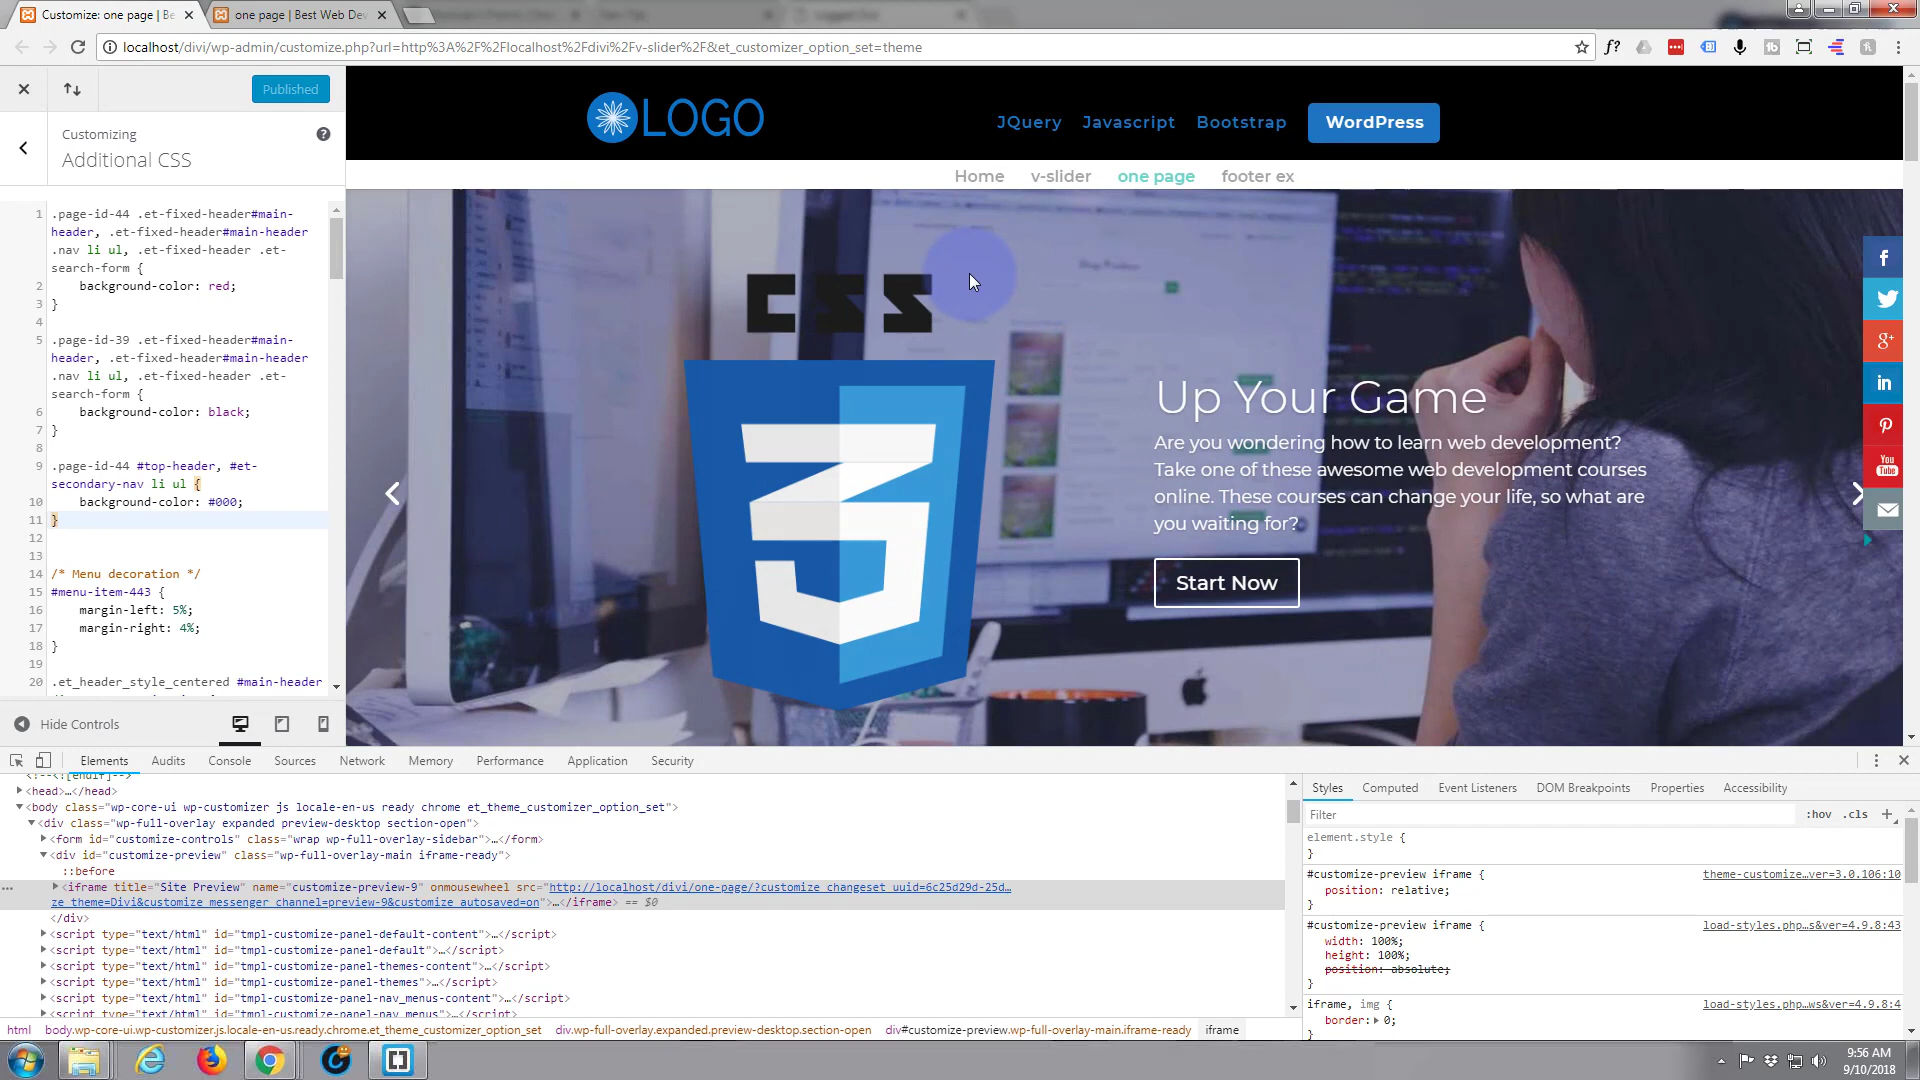 Customize: one page | Be
one page | Best Web Dev
localhost/divi/wp-admin/customize.php?url=http%3A%2F%2Flocalhost%2Fdivi%2Fv-slider%2F&et_customizer_option_set=theme
Published
Customizing
Additional CSS
1 .page-id-44 .et-fixed-header#main-
header, .et-fixed-header#main-header
.nav li ul, .et-fixed-header .et-
search-form {
2 background-color: red;
3 }
4
5 .page-id-39 .et-fixed-header#main-
header, .et-fixed-header#main-header
.nav li ul, .et-fixed-header .et-
search-form {
6 background-color: black;
7 }
8
9 .page-id-44 #top-header, #et-
secondary-nav li ul {
10 background-color: #000;
11 }
12
13
14 /* Menu decoration */
15 #menu-item-443 {
16 margin-left: 5%;
17 margin-right: 4%;
18 }
19
20 .et_header_style_centered #main-header
Hide Controls
LOGO
JQuery Javascript Bootstrap WordPress
Home v-slider one page footer ex
CSS
Up Your Game
Are you wondering how to learn web development?
Take one of these awesome web development courses
online. These courses can change your life, so what are
you waiting for?
Start Now
You
Tube
Elements Audits Console Sources Network Memory Performance Application Security
<!--<![endif]-->
<head>…</head>
<body class="wp-core-ui wp-customizer js locale-en-us ready chrome et_theme_customizer_option_set">
<div class="wp-full-overlay expanded preview-desktop section-open">
<form id="customize-controls" class="wrap wp-full-overlay-sidebar">…</form>
<div id="customize-preview" class="wp-full-overlay-main iframe-ready">
::before
<iframe title="Site Preview" name="customize-preview-9" onmousewheel src="http://localhost/divi/one-page/?customize_changeset_uuid=6c25d29d-25d…
ze_theme=Divi&customize_messenger_channel=preview-9&customize_autosaved=on">…</iframe> == $0
</div>
<script type="text/html" id="tmpl-customize-panel-default-content">…</script>
<script type="text/html" id="tmpl-customize-panel-default">…</script>
<script type="text/html" id="tmpl-customize-panel-themes-content">…</script>
<script type="text/html" id="tmpl-customize-panel-themes">…</script>
<script type="text/html" id="tmpl-customize-panel-nav_menus-content">…</script>
<script type="text/html" id="tmpl-customize-panel-nav_menus">…</script>
html body.wp-core-ui.wp-customizer.js.locale-en-us.ready.chrome.et_theme_customizer_option_set div.wp-full-overlay.expanded.preview-desktop.section-open div#customize-preview.wp-full-overlay-main.iframe-ready iframe
Styles Computed Event Listeners DOM Breakpoints Properties Accessibility
Filter :hov .cls +
element.style {
}
#customize-preview iframe { theme-customize…ver=3.0.106:10
position: relative;
}
#customize-preview iframe { load-styles.php…s&ver=4.9.8:43
width: 100%;
height: 100%;
position: absolute;
}
iframe, img { load-styles.php…ws&ver=4.9.8:4
border: 0;
}
9:56 AM
9/10/2018